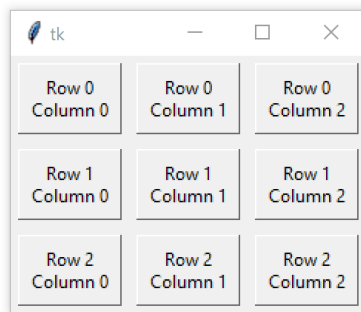 tk
Row 0 Row 0 Row 0
Column 0 Column 1 Column 2
Row 1 Row 1 Row 1
Column 0 Column 1 Column 2
Row 2 Row 2 Row 2
Column 0 Column 1 Column 2